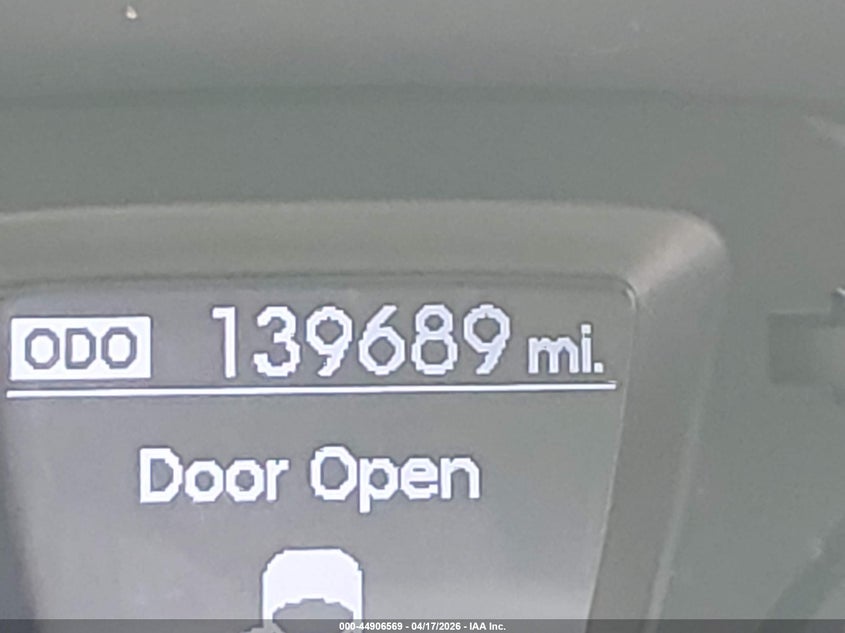 ODO 139689 mi.
Door Open
000-44906569 - 04/17/2026 - IAA Inc.